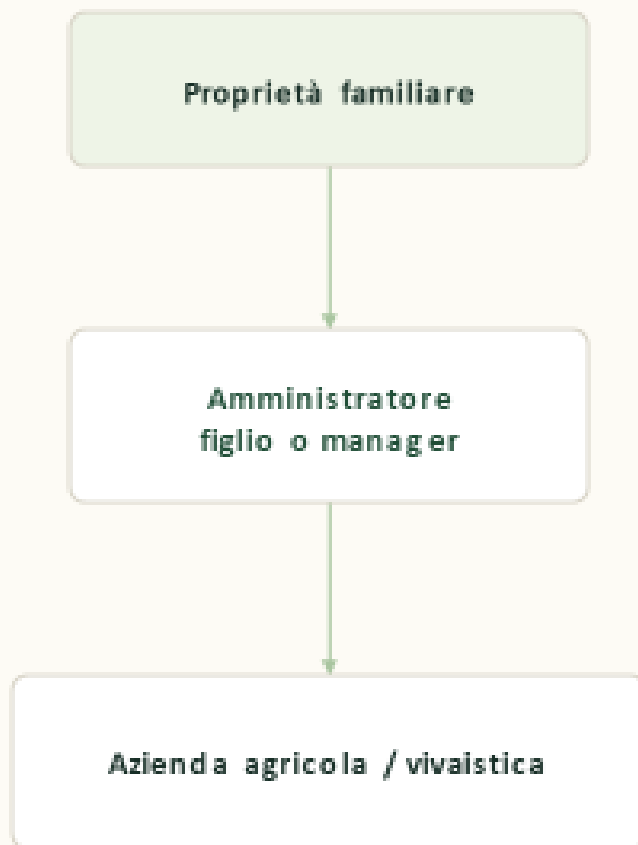 Proprietà familiare
Amministratore
figlio o manager
Azienda agricola / vivaistica